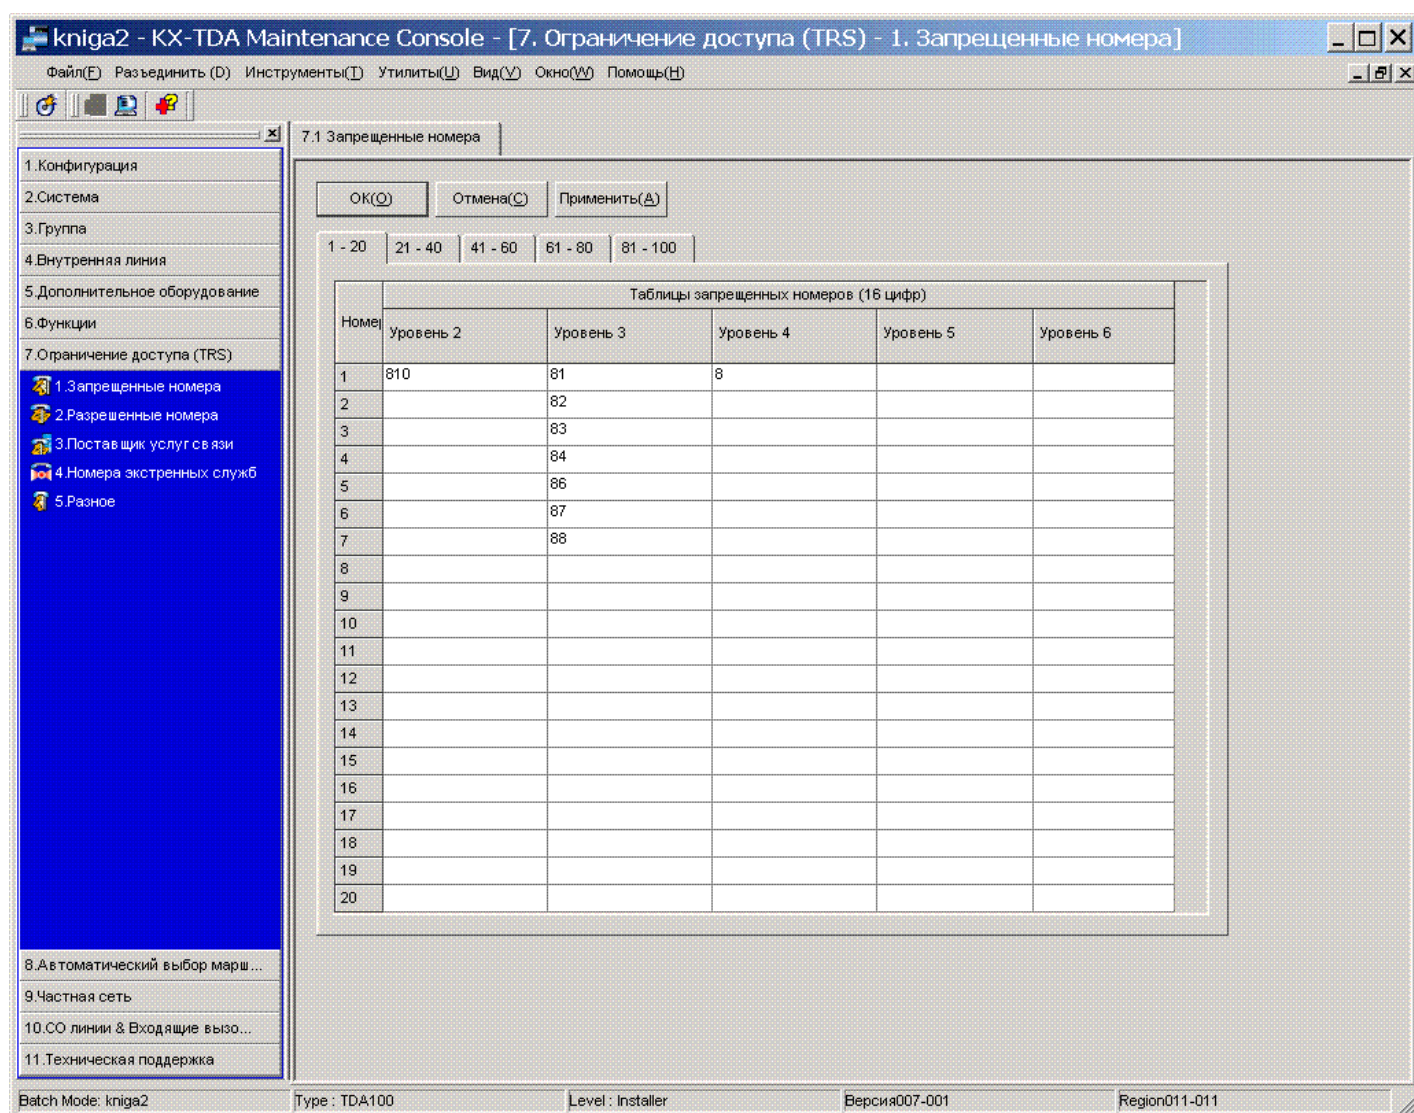 kniga2 - KX-TDA Maintenance Console - [7. Ограничение доступа (TRS) - 1. Запрещенные номера]
Файл(F) Разъединить (D) Инструменты(T) Утилиты(U) Вид(V) Окно(W) Помощь(H)
7.1 Запрещенные номера
1.Конфигурация
2.Система
3.Группа
4.Внутренняя линия
5.Дополнительное оборудование
6.Функции
7.Ограничение доступа (TRS)
1.Запрещенные номера
2.Разрешенные номера
3.Поставщик услуг связи
4.Номера экстренных служб
5.Разное
8.Автоматический выбор марш...
9.Частная сеть
10.CO линии & Входящие вызо...
11.Техническая поддержка
OK(O) Отмена(C) Применить(A)
1 - 20 21 - 40 41 - 60 61 - 80 81 - 100
Таблицы запрещенных номеров (16 цифр)
Номер Уровень 2 Уровень 3 Уровень 4 Уровень 5 Уровень 6
1 810 81 8
2 82
3 83
4 84
5 86
6 87
7 88
8
9
10
11
12
13
14
15
16
17
18
19
20
Batch Mode: kniga2 Type : TDA100 Level : Installer Версия007-001 Region011-011